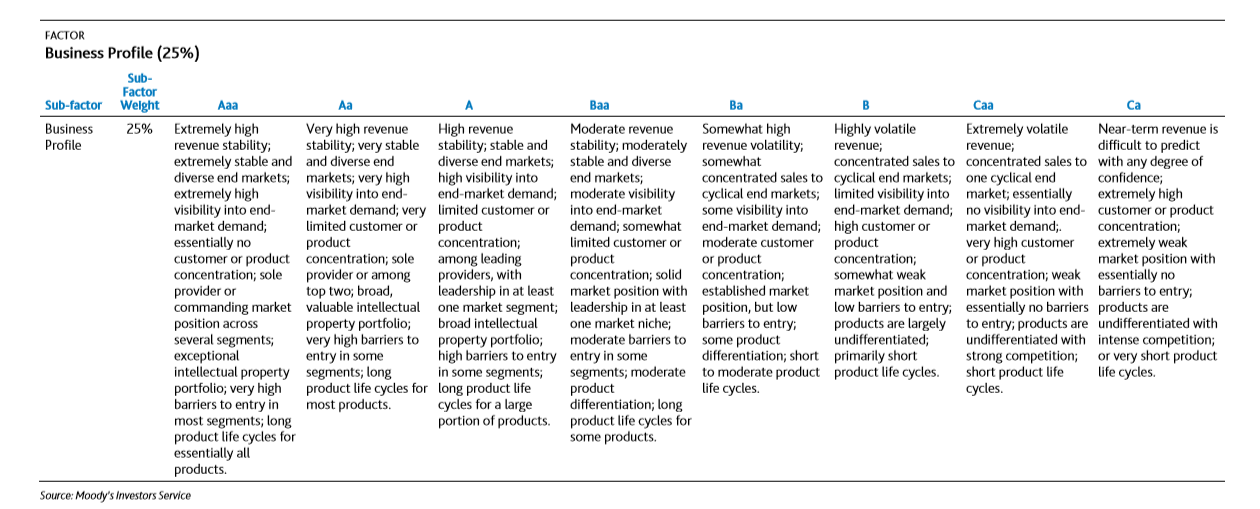 FACTOR
Business Profile (25%)
Sub-
Factor
Sub-factor Weight Aaa Aa A Baa Ba B Caa Ca
Business
Profile
25%
Extremely high
revenue stability;
extremely stable and
diverse end markets;
extremely high
visibility into end-
market demand;
essentially no
customer or product
concentration; sole
provider or
commanding market
position across
several segments;
exceptional
intellectual property
portfolio; very high
barriers to entry in
most segments; long
product life cycles for
essentially all
products.
Very high revenue
stability; very stable
and diverse end
markets; very high
visibility into end-
market demand; very
limited customer or
product
concentration; sole
provider or among
top two; broad,
valuable intellectual
property portfolio;
very high barriers to
entry in some
segments; long
product life cycles for
most products.
High revenue
stability; stable and
diverse end markets;
high visibility into
end-market demand;
limited customer or
product
concentration;
among leading
providers, with
leadership in at least
one market segment;
broad intellectual
property portfolio;
high barriers to entry
in some segments;
long product life
cycles for a large
portion of products.
Moderate revenue
stability; moderately
stable and diverse
end markets;
moderate visibility
into end-market
demand; somewhat
limited customer or
product
concentration; solid
market position with
leadership in at least
one market niche;
moderate barriers to
entry in some
segments; moderate
product
differentiation; long
product life cycles for
some products.
Somewhat high
revenue volatility;
somewhat
concentrated sales to
cyclical end markets;
some visibility into
end-market demand;
moderate customer
or product
concentration;
established market
position, but low
barriers to entry;
some product
differentiation; short
to moderate product
life cycles.
Highly volatile
revenue;
concentrated sales to
cyclical end markets;
limited visibility into
end-market demand;
high customer or
product
concentration;
somewhat weak
market position and
low barriers to entry;
products are largely
undifferentiated;
primarily short
product life cycles.
Extremely volatile
revenue;
concentrated sales to
one cyclical end
market; essentially
no visibility into end-
market demand;.
very high customer
or product
concentration; weak
market position with
essentially no barriers
to entry; products are
undifferentiated with
strong competition;
short product life
cycles.
Near-term revenue is
difficult to predict
with any degree of
confidence;
extremely high
customer or product
concentration;
extremely weak
market position with
essentially no
barriers to entry;
products are
undifferentiated with
intense competition;
or very short product
life cycles.
Source: Moody's Investors Service